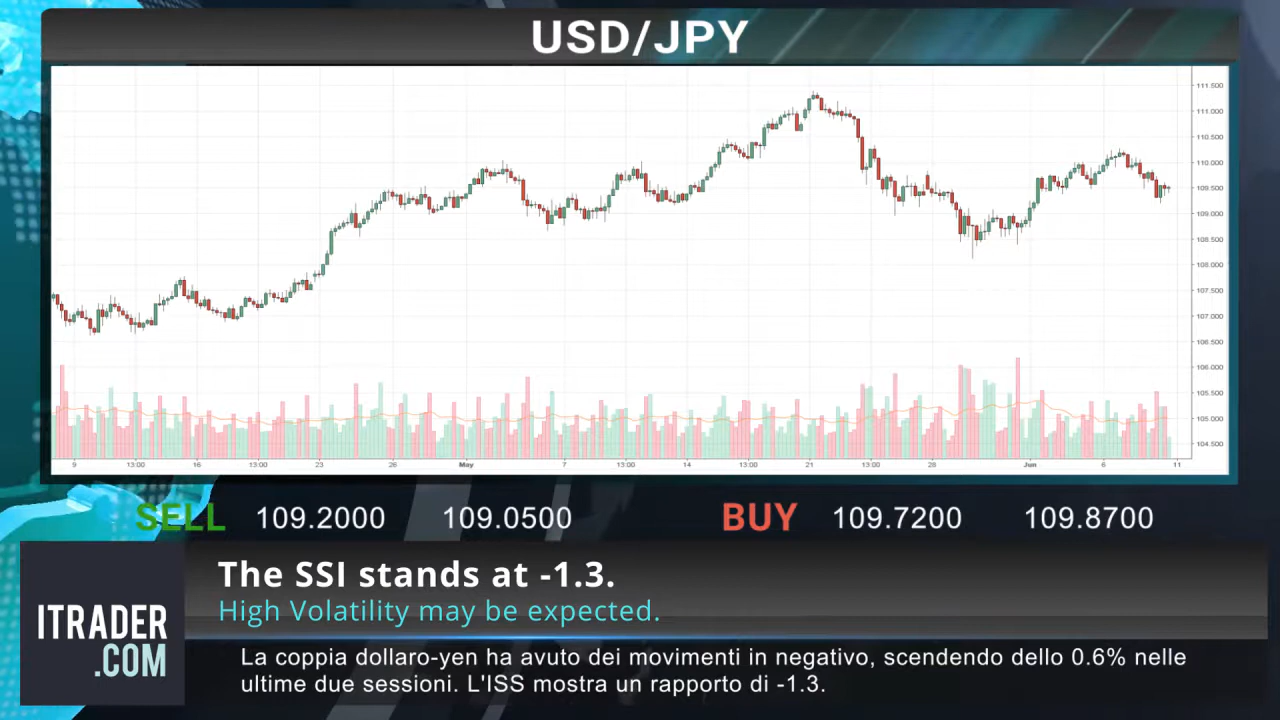 USD/JPY
111.500
111.000
110.500
110.000
109.500
109.000
108.500
108.000
107.500
107.000
106.500
106.000
105.500
105.000
104.500
9 13:00 16 13:00 23 26 May 7 13:00 14 13:00 21 13:00 28 Jun 6 11
SELL 109.2000 109.0500 BUY 109.7200 109.8700
The SSI stands at -1.3.
High Volatility may be expected.
ITRADER
.COM
La coppia dollaro-yen ha avuto dei movimenti in negativo, scendendo dello 0.6% nelle
ultime due sessioni. L'ISS mostra un rapporto di -1.3.